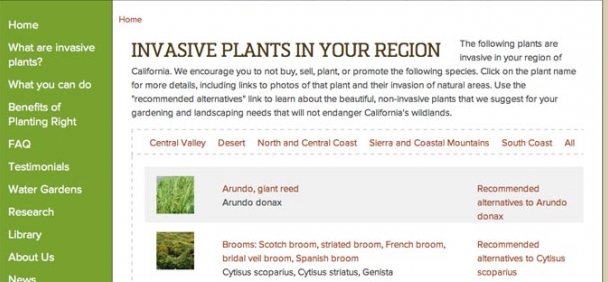 Home
What are invasive
plants?
What you can do
Benefits of
Planting Right
FAQ
Testimonials
Water Gardens
Research
Library
About Us
News
Home
INVASIVE PLANTS IN YOUR REGION
The following plants are
invasive in your region of
California. We encourage you to not buy, sell, plant, or promote the following species. Click on the plant name
for more details, including links to photos of that plant and their invasion of natural areas. Use the
"recommended alternatives" link to learn about the beautiful, non-invasive plants that we suggest for your
gardening and landscaping needs that will not endanger California's wildlands.
Central Valley Desert North and Central Coast Sierra and Coastal Mountains South Coast All
Arundo, giant reed
Arundo donax
Recommended
alternatives to Arundo
donax
Brooms: Scotch broom, striated broom, French broom,
bridal veil broom, Spanish broom
Cytisus scoparius, Cytisus striatus, Genista
Recommended
alternatives to Cytisus
scoparius